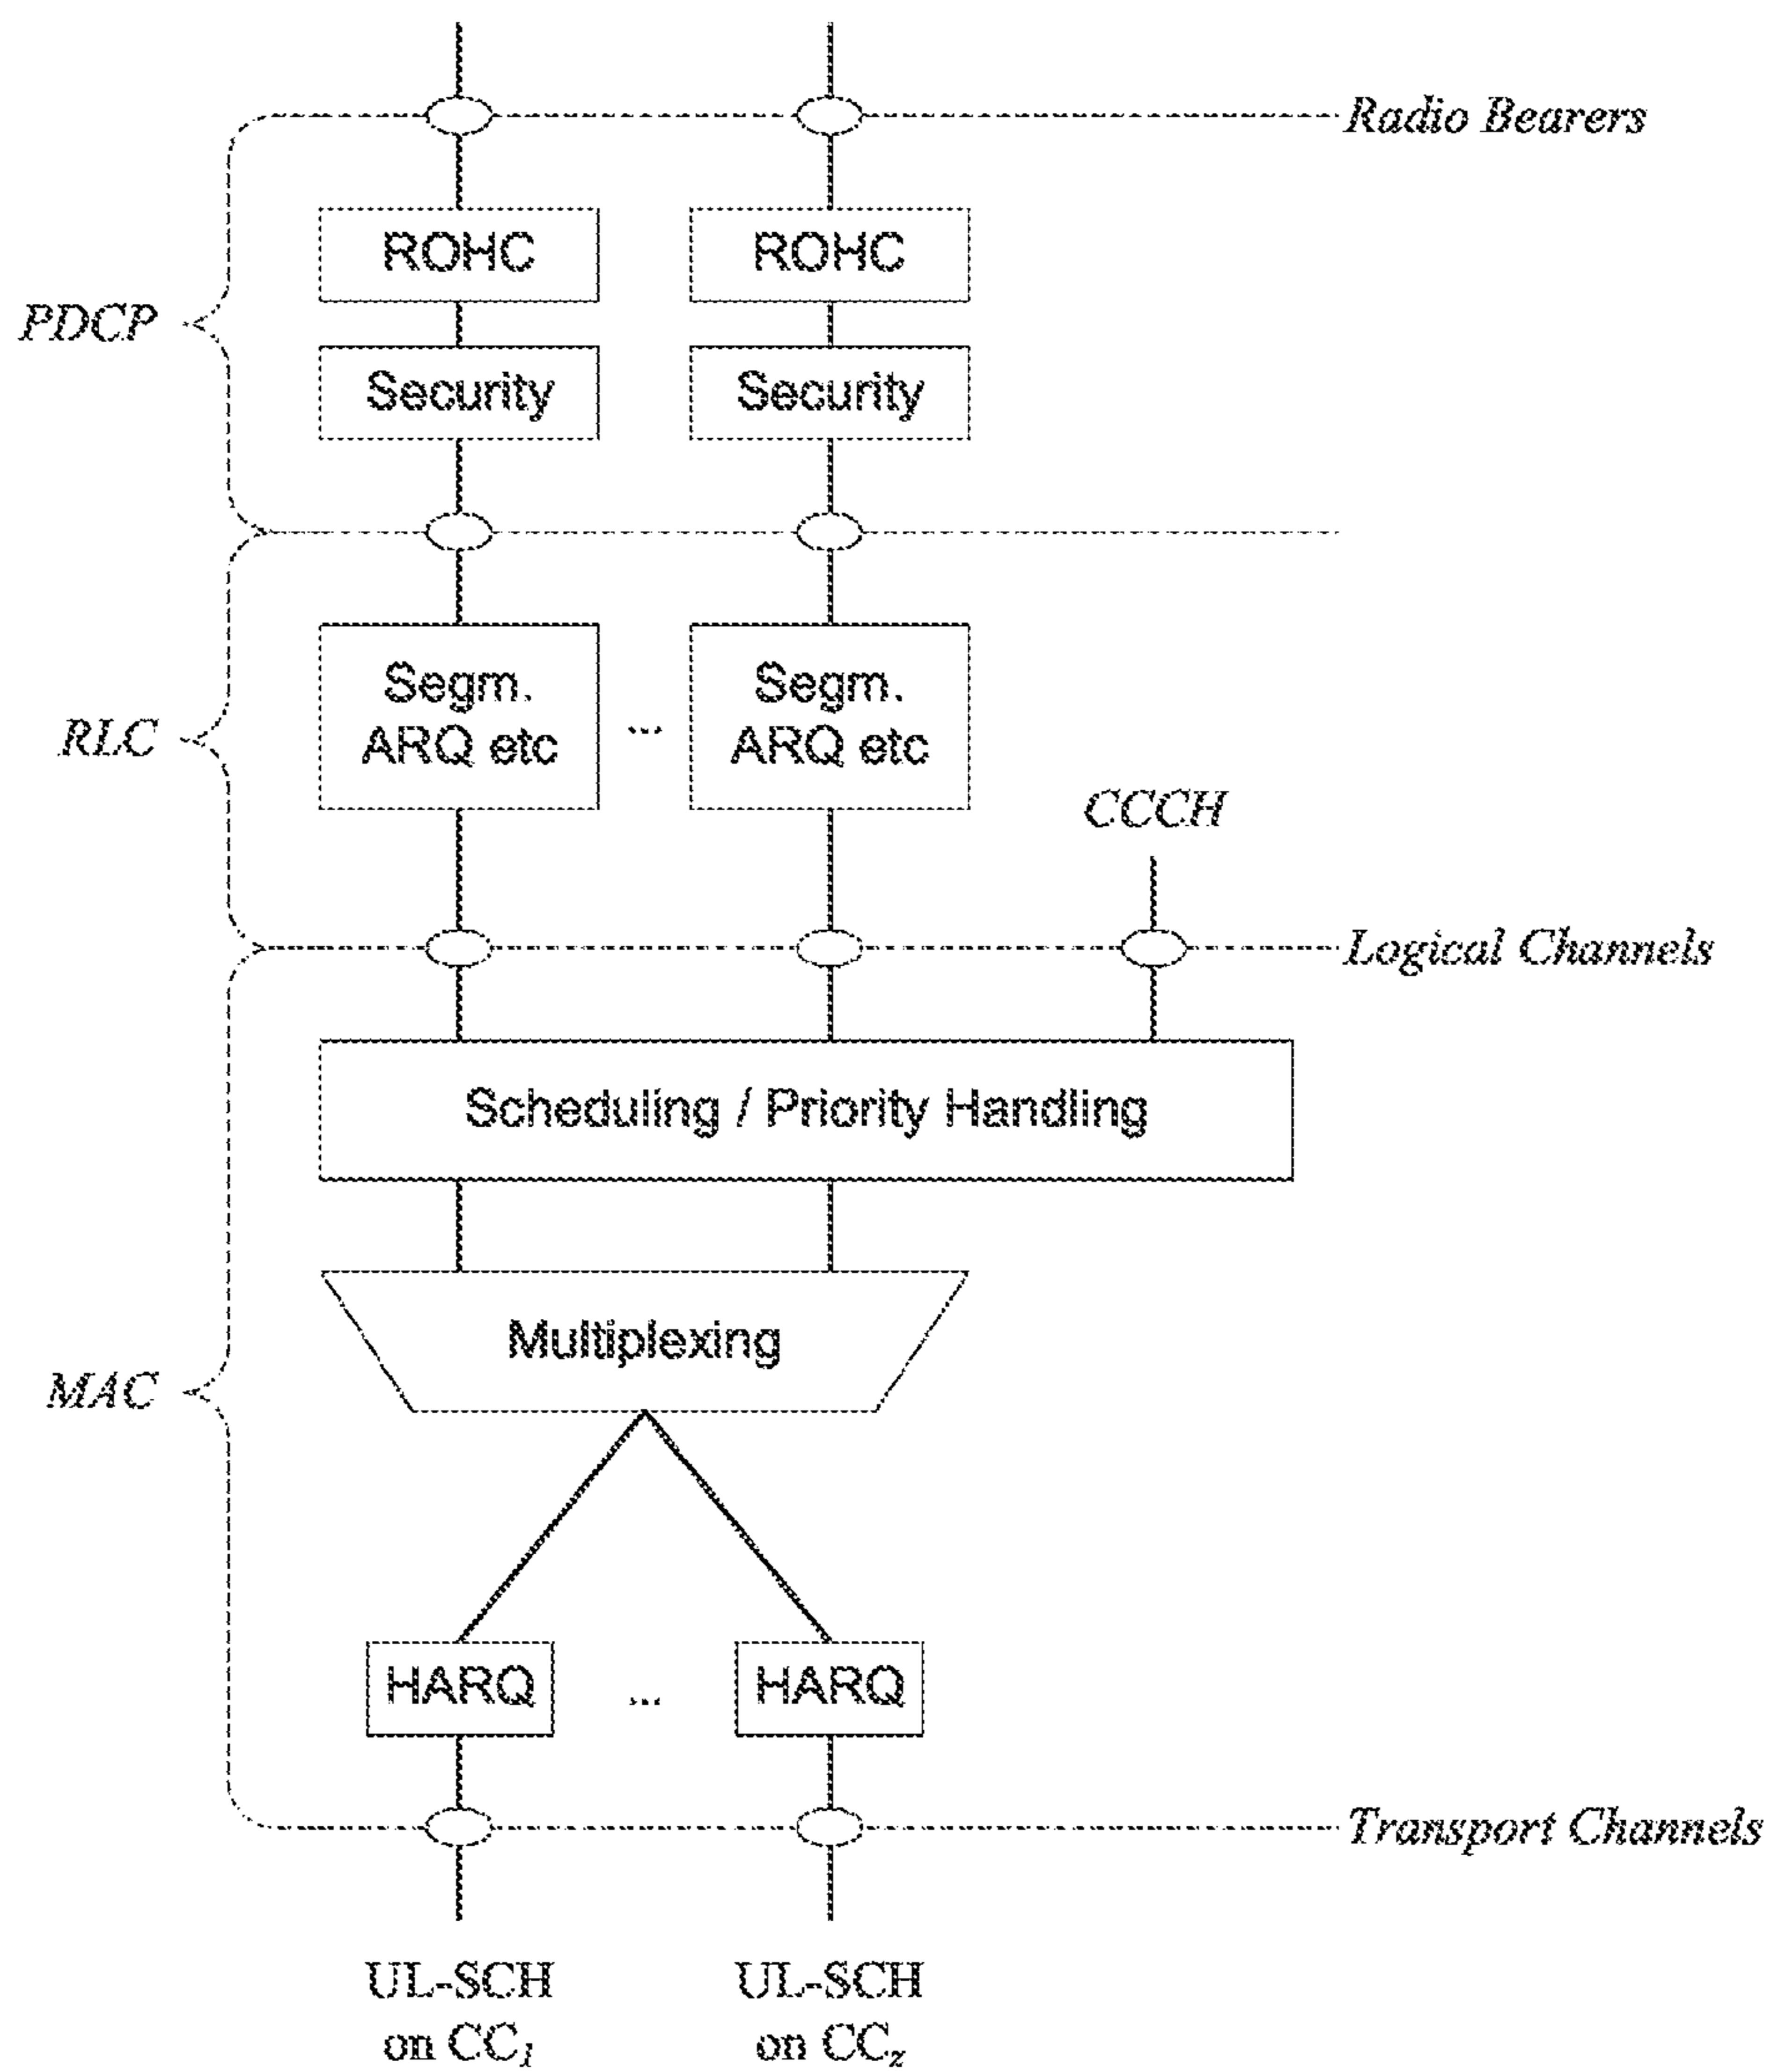 Radio Bearers
ROHC ROHC
PDCP
Security Security
Segm. Segm.
ARQ etc ... ARQ etc
RLC
CCCH
Logical Channels
Scheduling / Priority Handling
Multiplexing
MAC
HARQ ... HARQ
Transport Channels
UL-SCH UL-SCH
on CC1 on CCz